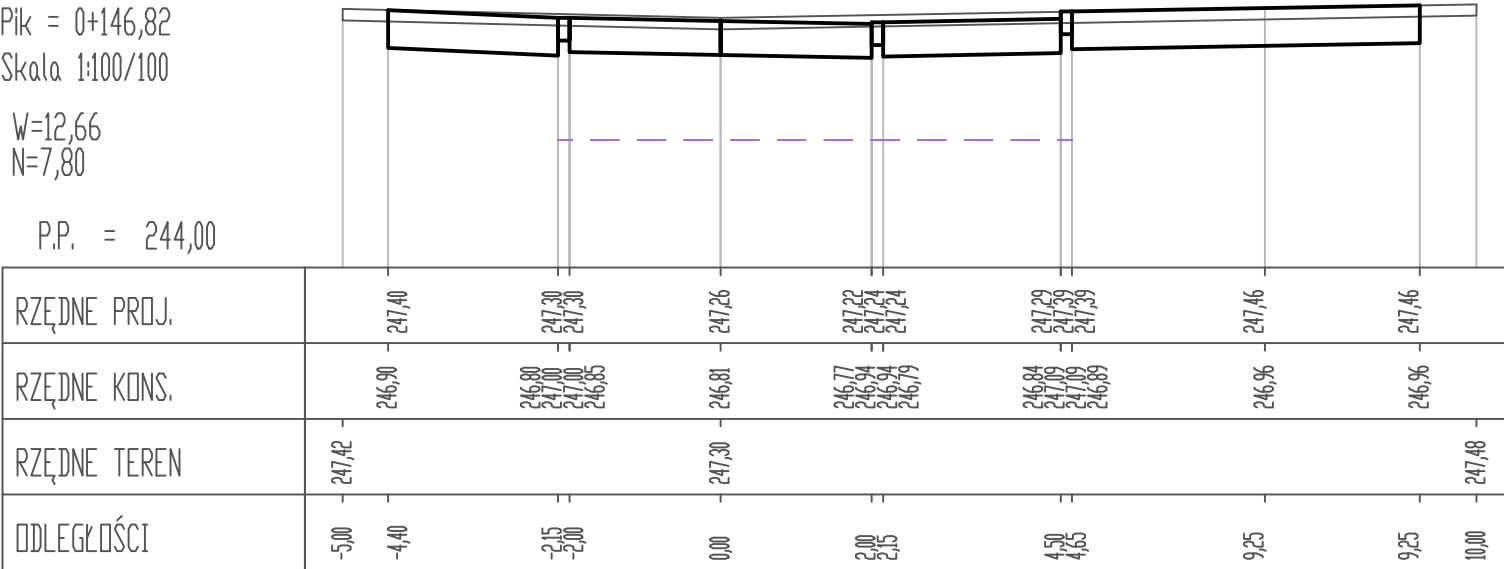 Pik = 0+146,82
Skala 1:100/100
W=12,66
N=7,80
P.P. = 244,00
RZĘDNE PROJ. 247,40 247,30 247,30 247,26 247,22 247,24 247,24 247,29 247,39 247,39 247,46 247,46
RZĘDNE KONS. 246,90 246,80 247,00 247,00 246,85 246,81 246,77 246,94 246,94 246,79 246,84 247,09 247,09 246,89 246,96 246,96
RZĘDNE TEREN 247,42 247,30 247,48
ODLEGŁOŚCI -5,00 -4,40 -2,15 -2,00 0,00 2,00 2,15 4,50 4,65 9,25 9,25 10,00